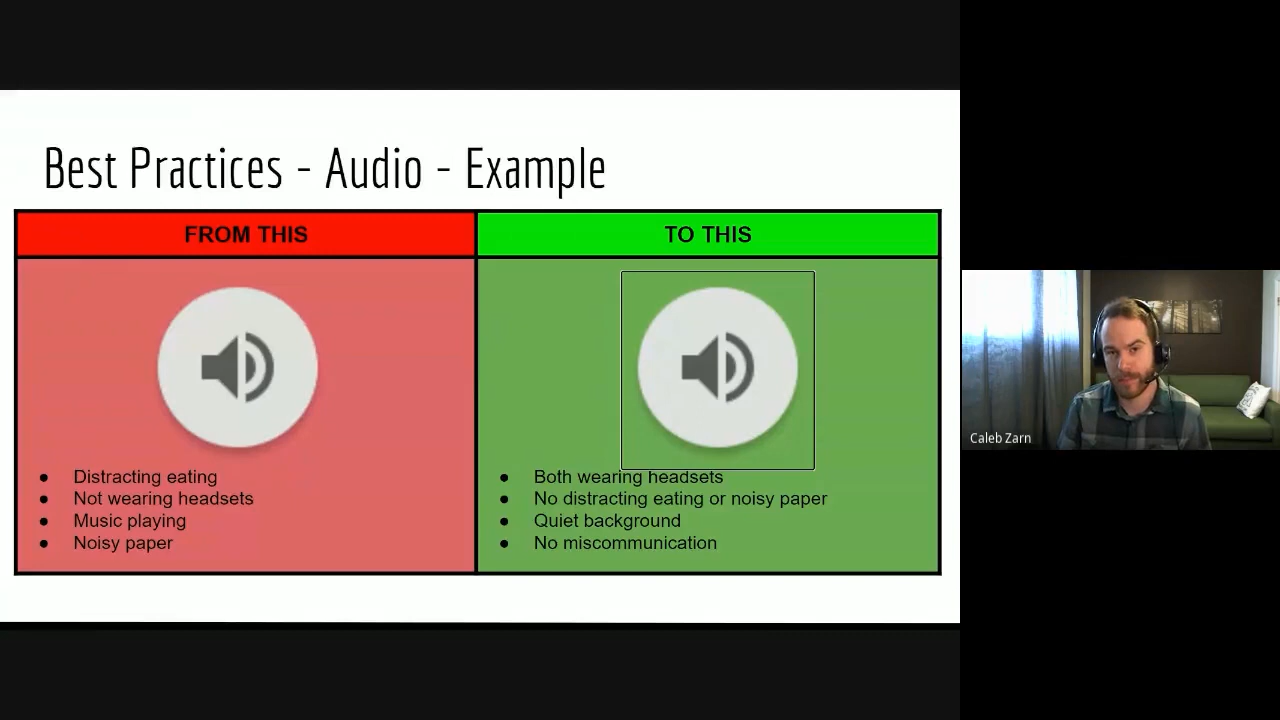 Best Practices - Audio - Example
FROM THIS
TO THIS
Distracting eating
Not wearing headsets
Music playing
Noisy paper
Both wearing headsets
No distracting eating or noisy paper
Quiet background
No miscommunication
Caleb Zarn